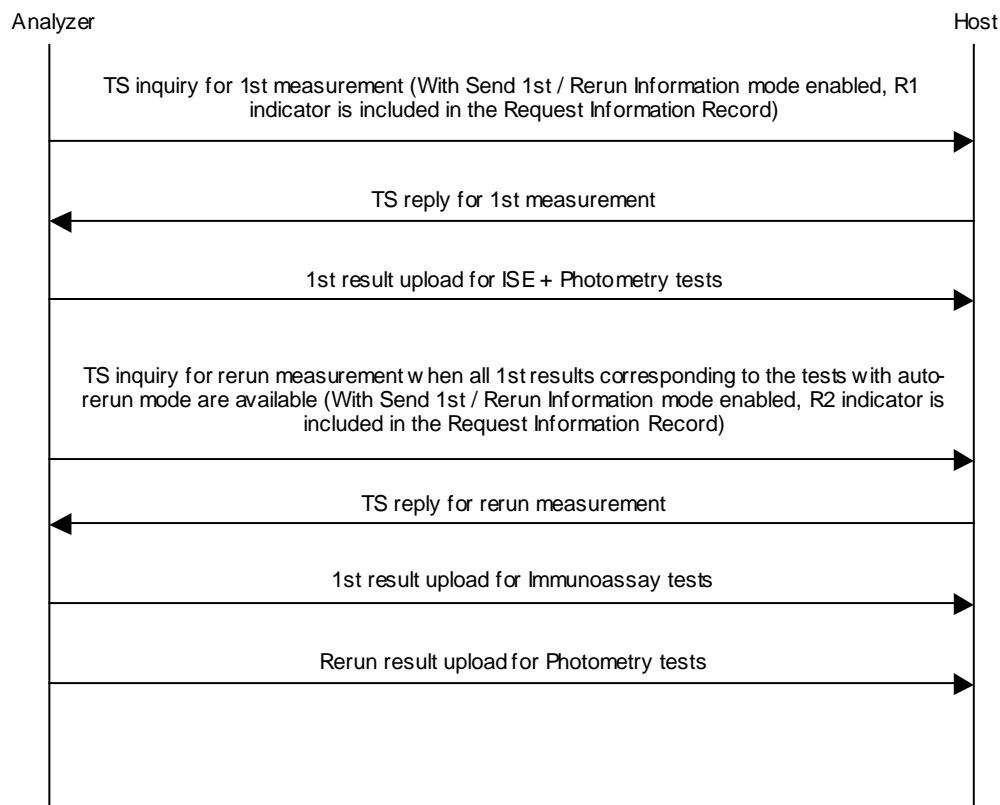 Analyzer
Host
TS inquiry for 1st measurement (With Send 1st / Rerun Information mode enabled, R1
indicator is included in the Request Information Record)
TS reply for 1st measurement
1st result upload for ISE + Photometry tests
TS inquiry for rerun measurement when all 1st results corresponding to the tests with auto-
rerun mode are available (With Send 1st / Rerun Information mode enabled, R2 indicator is
included in the Request Information Record)
TS reply for rerun measurement
1st result upload for Immunoassay tests
Rerun result upload for Photometry tests